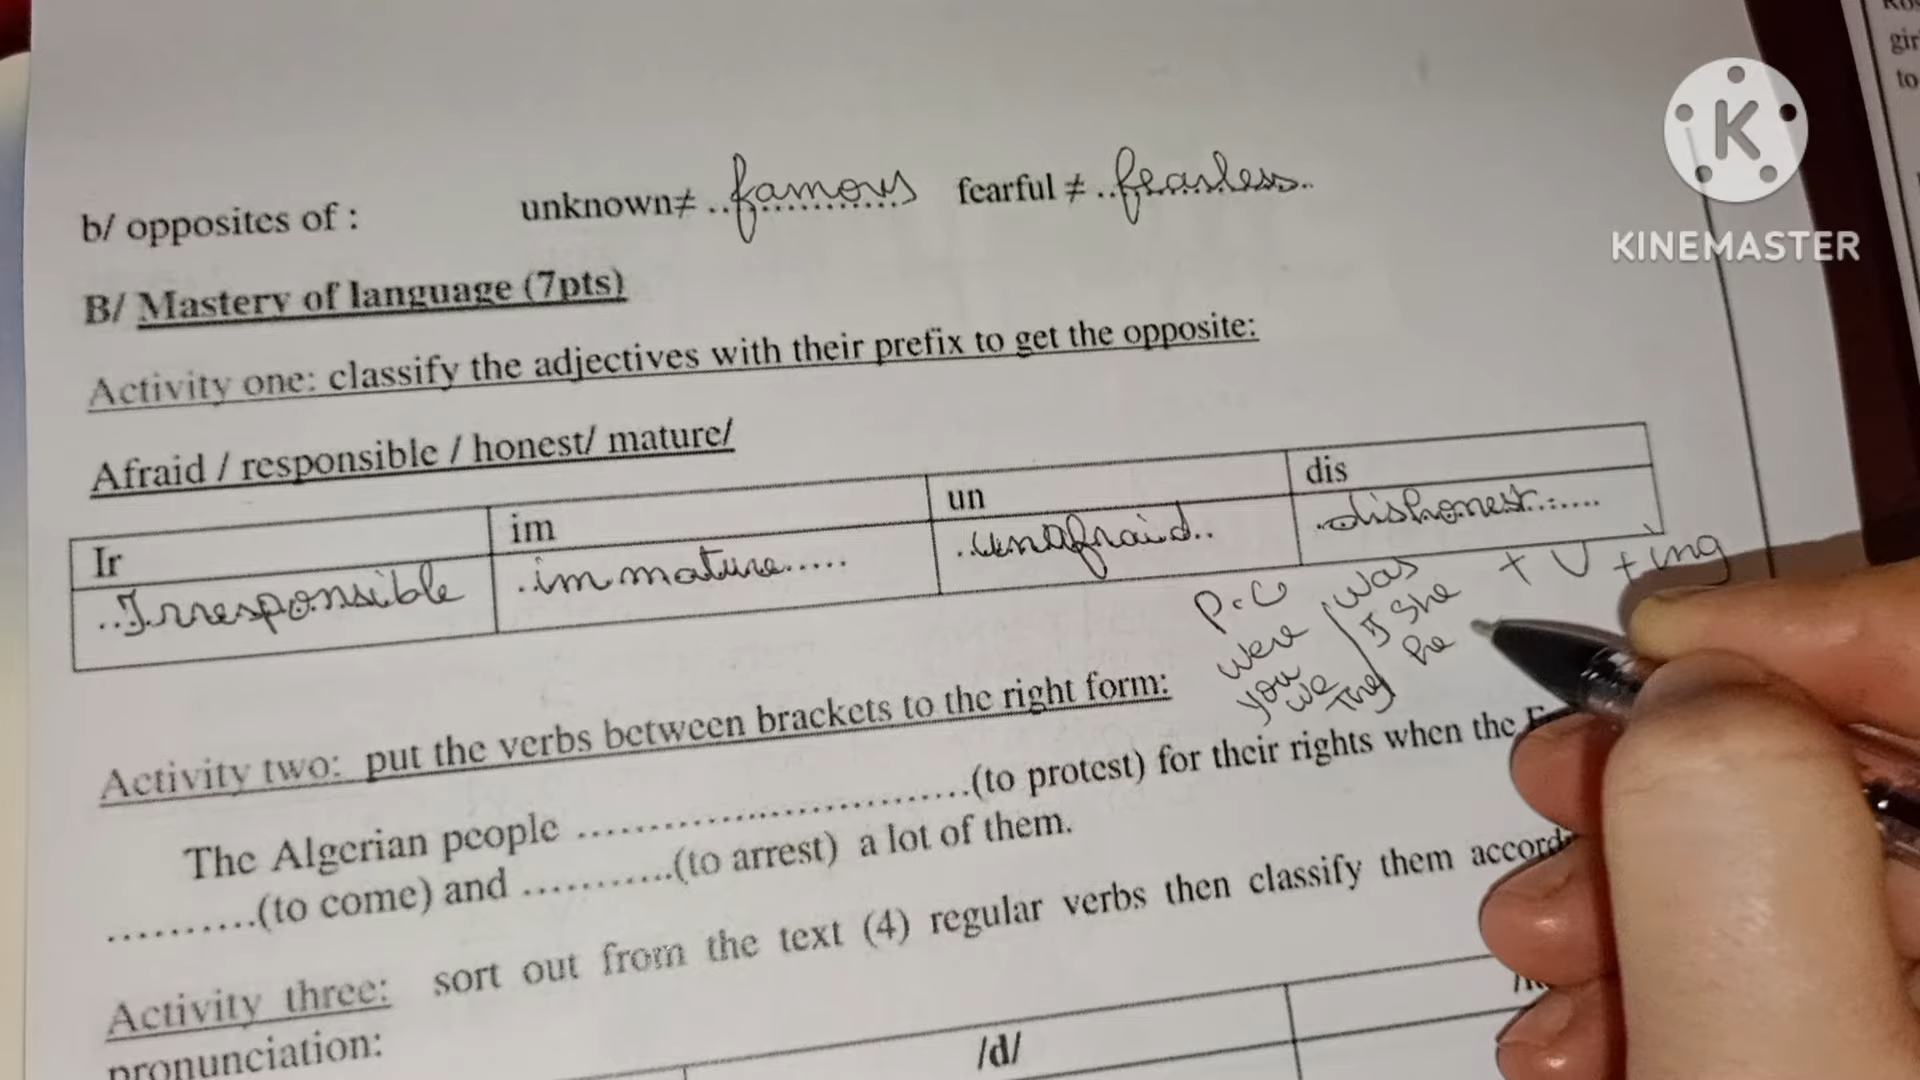 b/ opposites of : unknown≠ ..famous fearful ≠ ..fearless..
B/ Mastery of language (7pts)
Activity one: classify the adjectives with their prefix to get the opposite:
Afraid / responsible / honest/ mature/
Ir im un dis
..Irresponsible .immature..... .unafraid.. .dishonest......
P.C were / was + V + ing
you I she
we he
They
Activity two: put the verbs between brackets to the right form:
The Algerian people ..............................(to protest) for their rights when the
...........(to come) and ...........(to arrest) a lot of them.
Activity three: sort out from the text (4) regular verbs then classify them
pronunciation:
/d/
K
KINEMASTER
gir
to